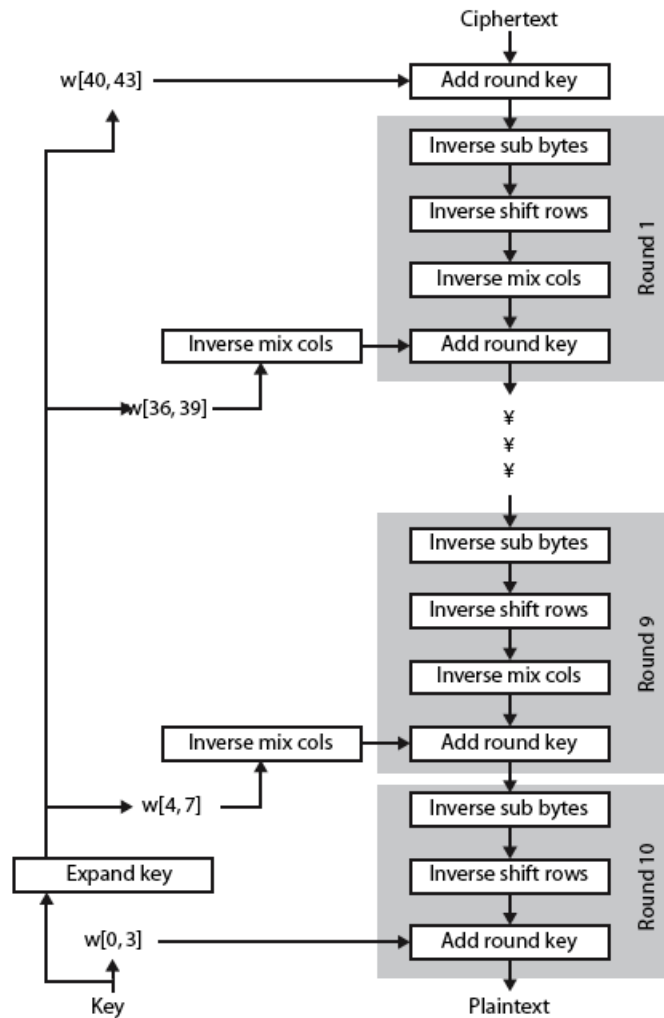 Ciphertext
w[40, 43]
Add round key
Inverse sub bytes
Inverse shift rows
Round 1
Inverse mix cols
Inverse mix cols
Add round key
w[36, 39]
¥
¥
¥
Inverse sub bytes
Inverse shift rows
Round 9
Inverse mix cols
Inverse mix cols
Add round key
w[4, 7]
Inverse sub bytes
Expand key
Inverse shift rows
Round 10
w[0, 3]
Add round key
Key
Plaintext